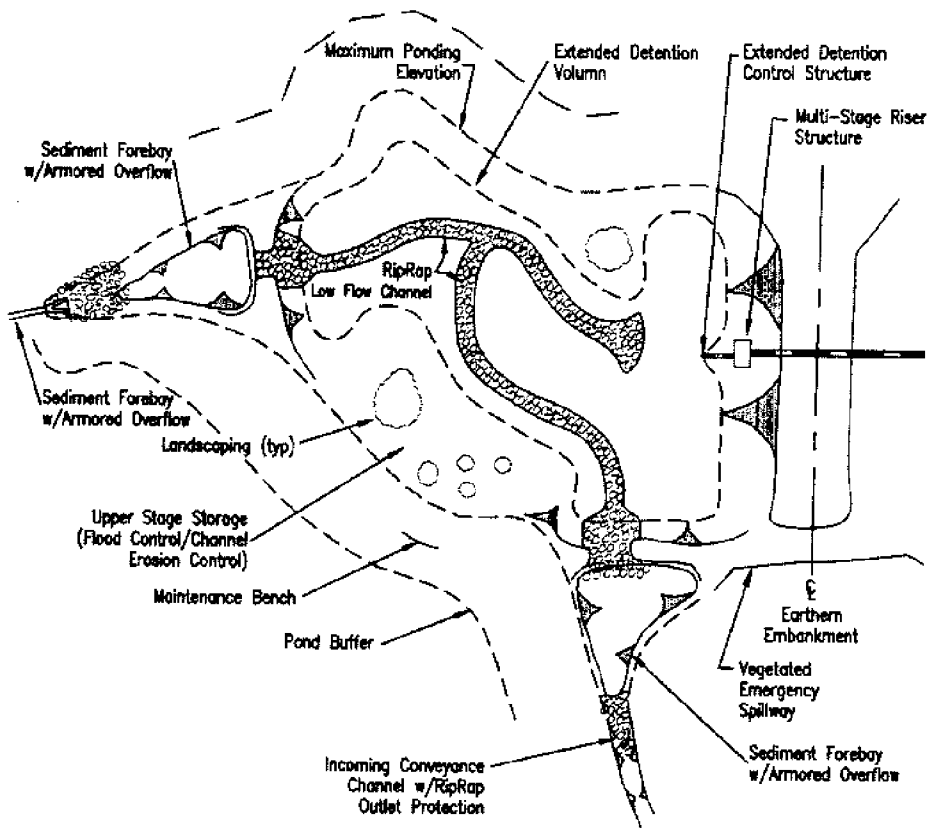 Maximum Ponding
Elevation
Extended Detention
Volumn
Extended Detention
Control Structure
Multi-Stage Riser
Structure
Sediment Forebay
w/Armored Overflow
RipRap
Low Flow Channel
Sediment Forebay
w/Armored Overflow
Landscaping (typ)
Upper Stage Storage
(Flood Control/Channel
Erosion Control)
Maintenance Bench
Pond Buffer
℄
Earthern
Embankment
Vegetated
Emergency
Spillway
Sediment Forebay
w/Armored Overflow
Incoming Conveyance
Channel w/RipRap
Outlet Protection